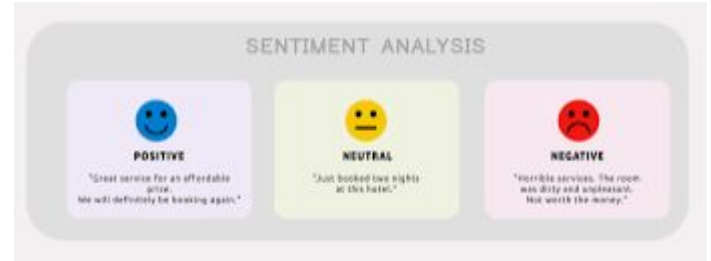 SENTIMENT ANALYSIS
POSITIVE
"Great service for an affordable
price.
We will definitely be booking again."
NEUTRAL
"Just booked two nights
at this hotel."
NEGATIVE
"Horrible services. The room
was dirty and unpleasant.
Not worth the money."